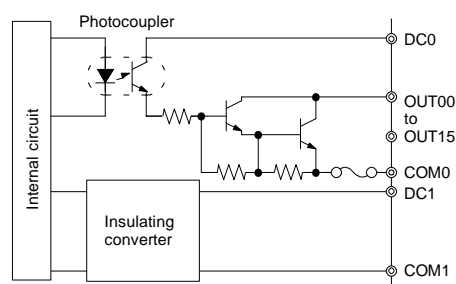 Photocoupler
DC0
OUT00
to
OUT15
COM0
DC1
Internal circuit
Insulating
converter
COM1